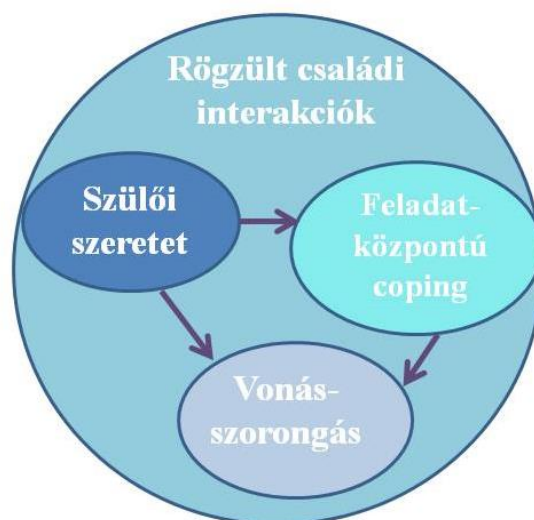 Rögzült családi
interakciók
Szülői
szeretet
Feladat-
központú
coping
Vonás-
szorongás